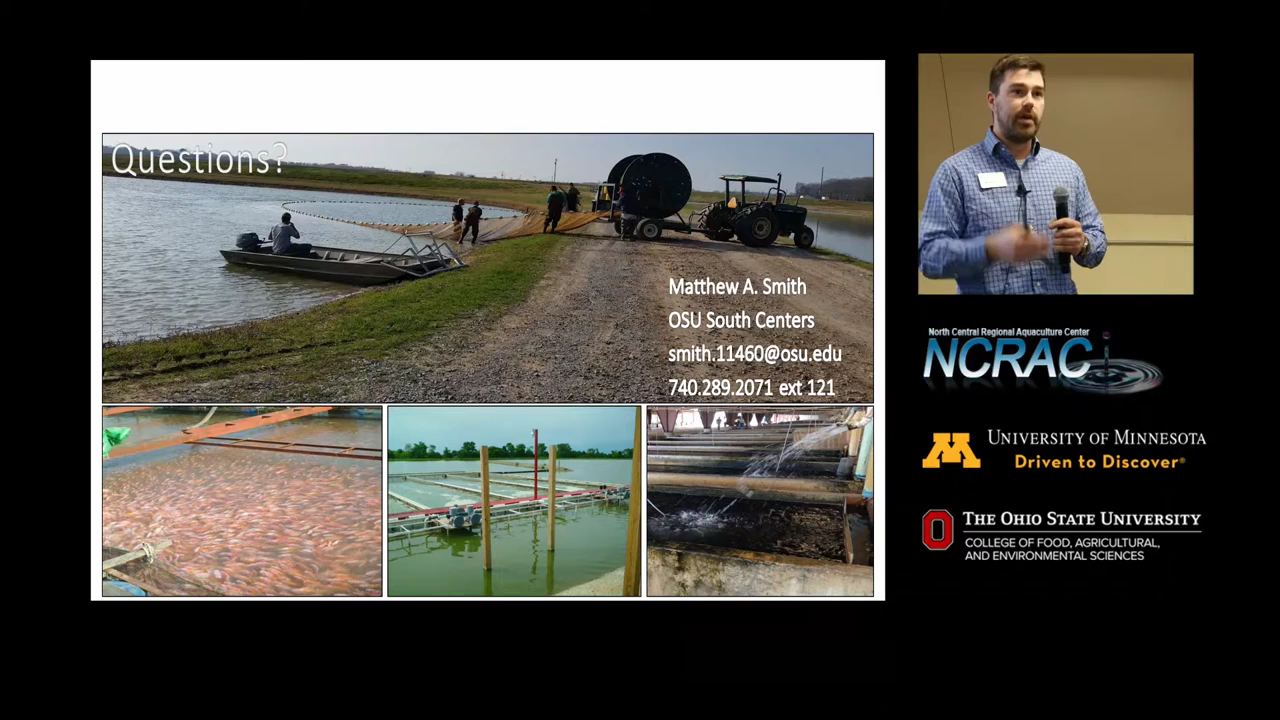 Questions?
Matthew A. Smith
OSU South Centers
smith.11460@osu.edu
740.289.2071 ext 121
North Central Regional Aquaculture Center
NCRAC
UNIVERSITY OF MINNESOTA
Driven to Discover®
THE OHIO STATE UNIVERSITY
COLLEGE OF FOOD, AGRICULTURAL,
AND ENVIRONMENTAL SCIENCES